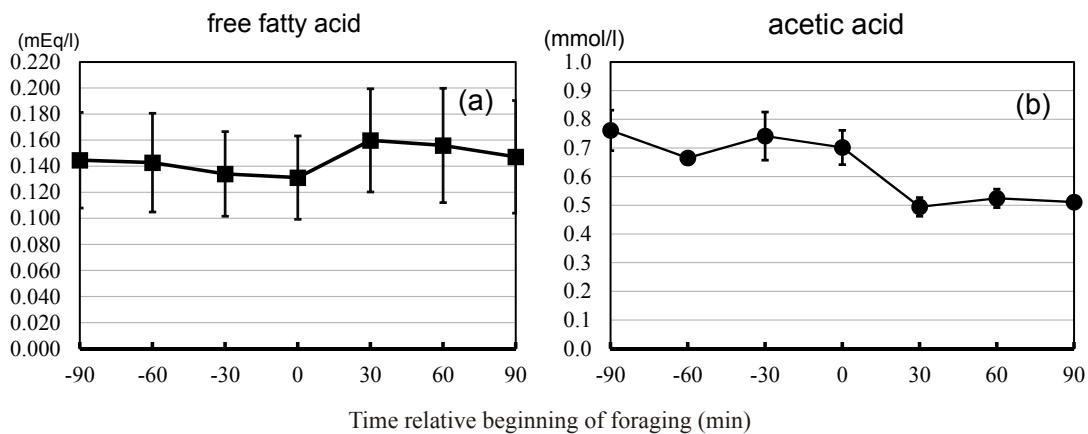 free fatty acid
(mEq/l)
0.220
0.200
0.180
0.160
0.140
0.120
0.100
0.080
0.060
0.040
0.020
0.000
(a)
-90 -60 -30 0 30 60 90
acetic acid
(mmol/l)
1.0
0.9
0.8
0.7
0.6
0.5
0.4
0.3
0.2
0.1
0.0
(b)
-90 -60 -30 0 30 60 90
Time relative beginning of foraging (min)